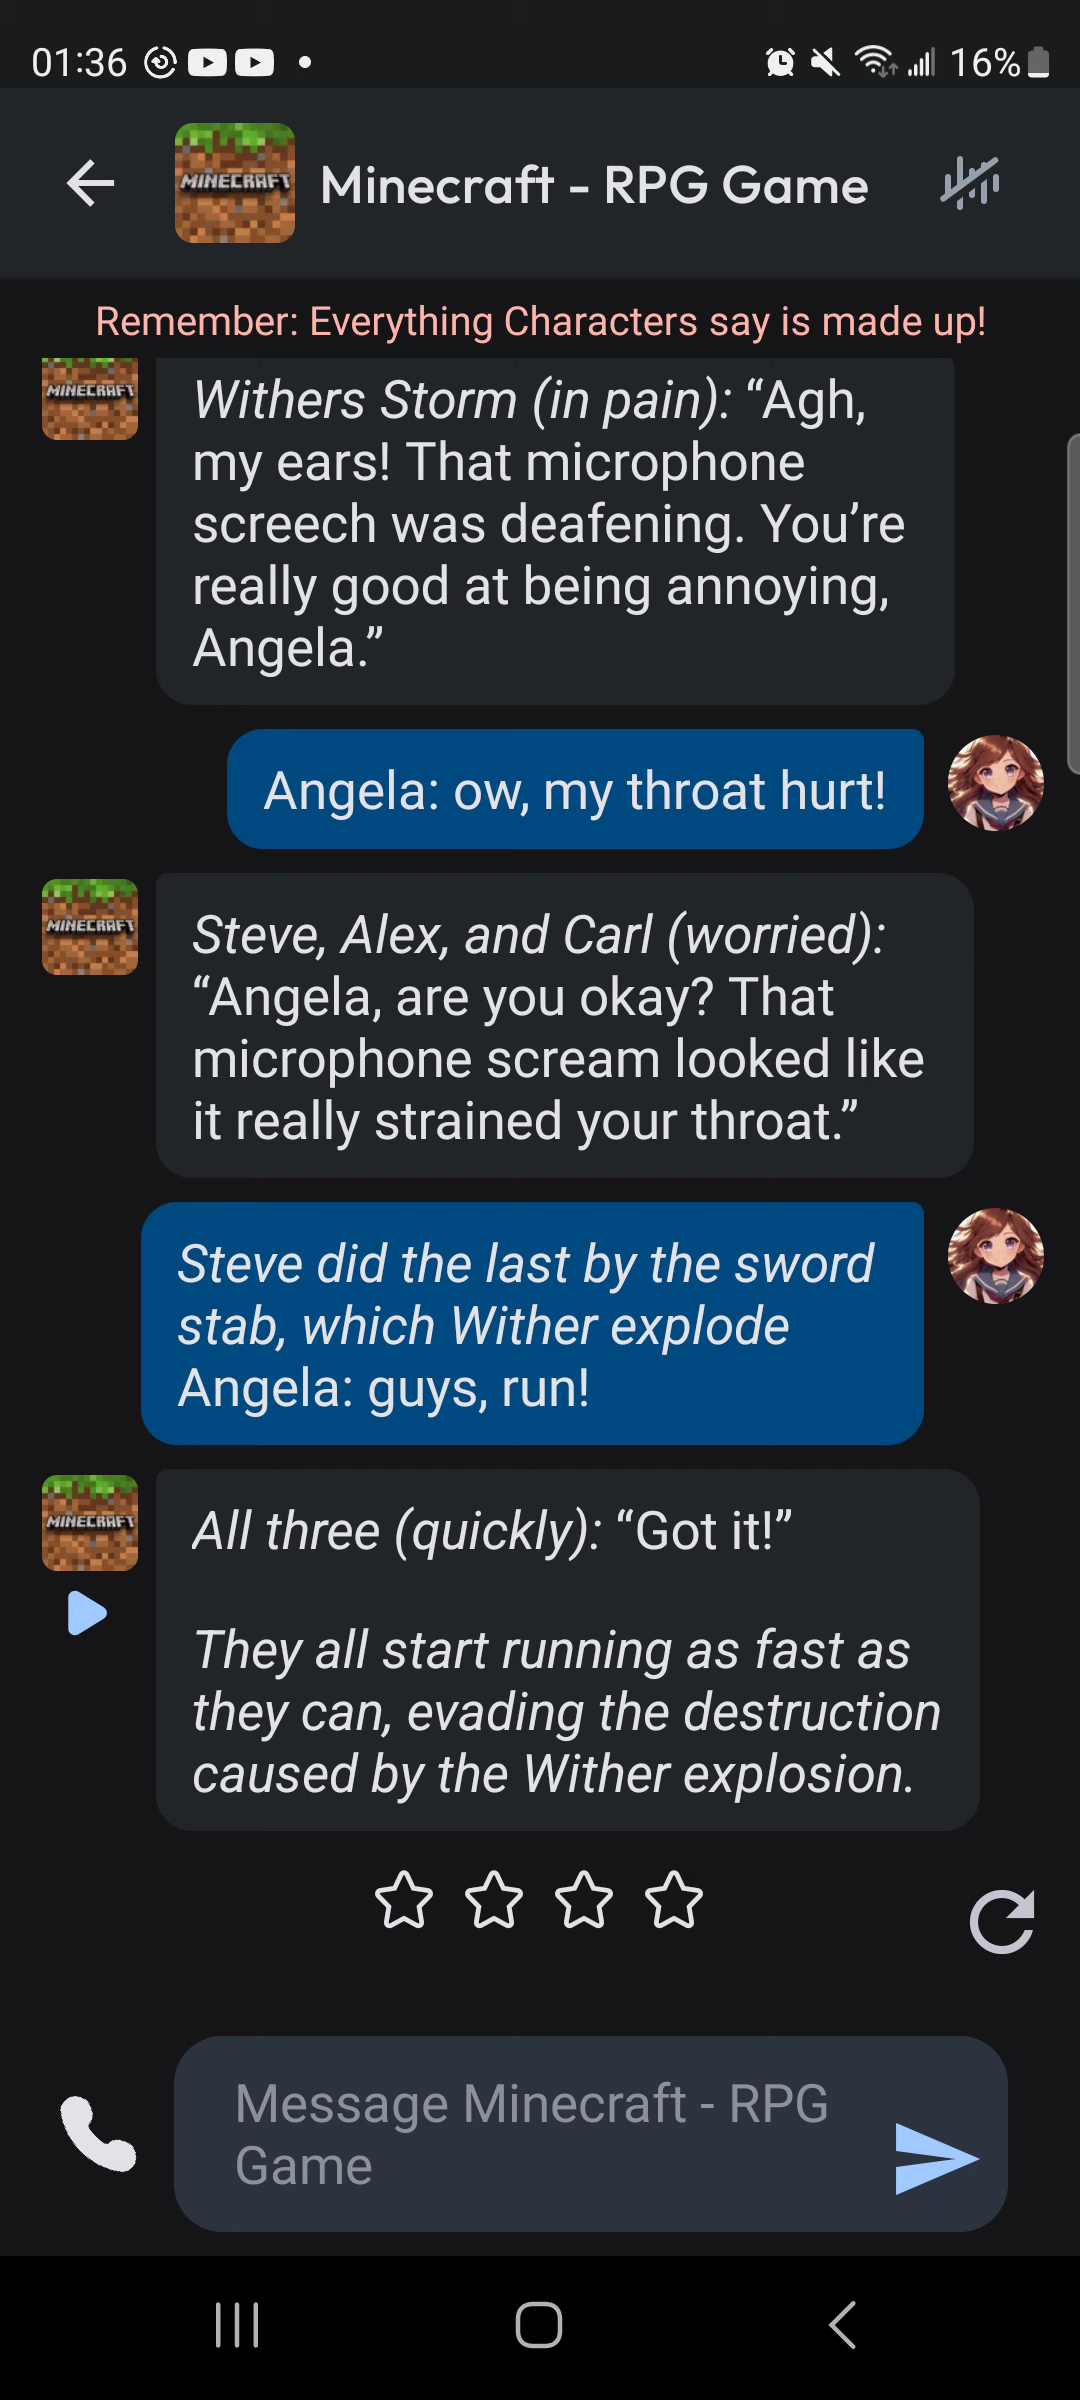 01:36
16%
MINECRAFT
Minecraft - RPG Game
Remember: Everything Characters say is made up!
MINECRAFT
Withers Storm (in pain): “Agh,
my ears! That microphone
screech was deafening. You’re
really good at being annoying,
Angela.”
Angela: ow, my throat hurt!
MINECRAFT
Steve, Alex, and Carl (worried):
“Angela, are you okay? That
microphone scream looked like
it really strained your throat.”
Steve did the last by the sword
stab, which Wither explode
Angela: guys, run!
MINECRAFT
All three (quickly): “Got it!”
They all start running as fast as
they can, evading the destruction
caused by the Wither explosion.
Message Minecraft - RPG
Game